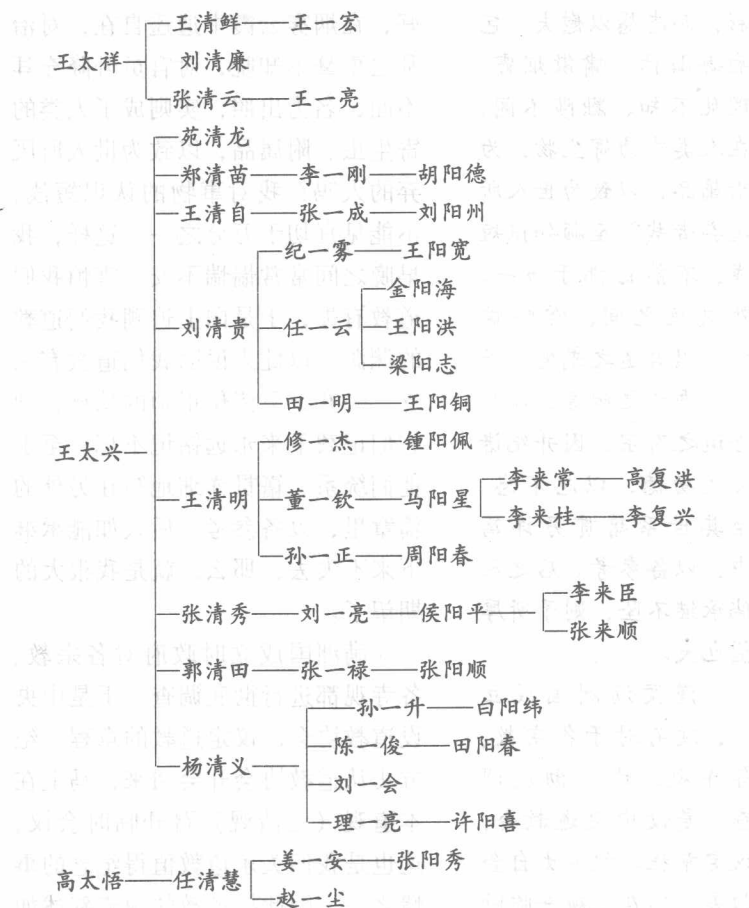 王清鲜——王一宏
王太祥
刘清廉
张清云——王一亮
苑清龙
郑清苗——李一刚——胡阳德
王清自——张一成——刘阳州
纪一雾——王阳宽
金阳海
刘清贵——任一云——王阳洪
梁阳志
田一明——王阳铜
修一杰——锺阳佩
王太兴
李来常——高复洪
王清明——董一钦——马阳星
李来桂——李复兴
孙一正——周阳春
李来臣
张清秀——刘一亮——侯阳平
张来顺
郭清田——张一禄——张阳顺
孙一升——白阳纬
陈一俊——田阳春
杨清义
刘一会
理一亮——许阳喜
姜一安——张阳秀
高太悟——任清慧
赵一尘